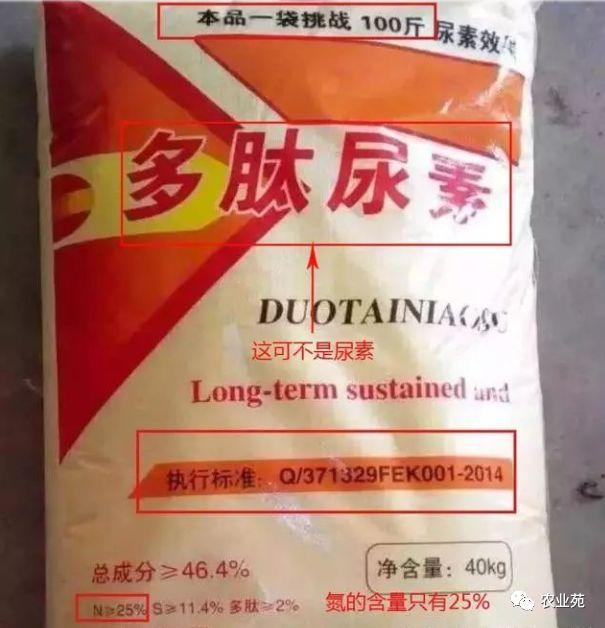 本品一袋挑战 100斤 尿素效
多肽尿素
DUOTAINIAOSU
这可不是尿素
Long-term sustained and
执行标准: Q/371329FEK001-2014
总成分≥46.4%
净含量: 40kg
N≥25% S≥11.4% 多肽≥2%
氮的含量只有25%
农业苑